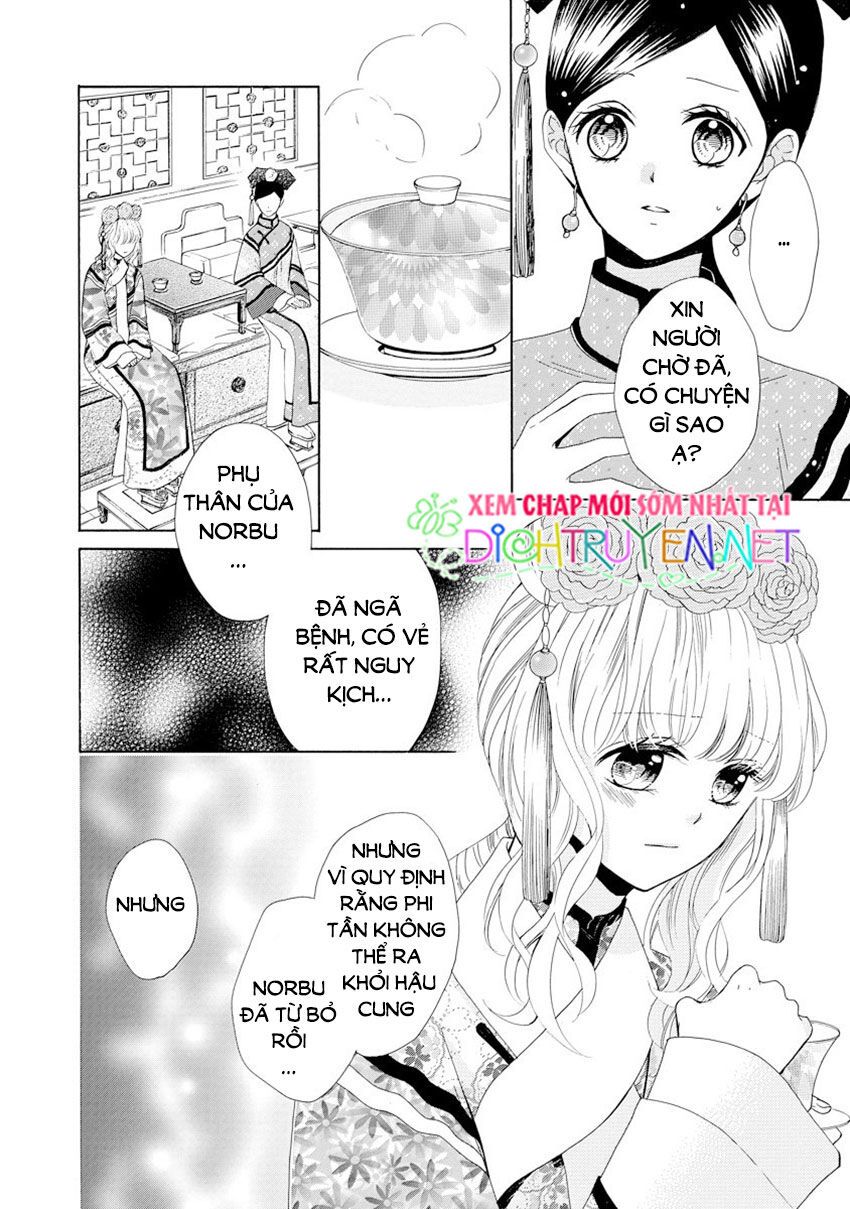 ...
XIN
NGƯỜI
CHỜ ĐÃ,
CÓ CHUYỆN
GÌ SAO
Ạ?
XEM CHAP MỚI SỚM NHẤT TẠI
DICHTRUYEN.NET
PHỤ
THÂN CỦA
NORBU
...
ĐÃ NGÃ
BỆNH, CÓ VẺ
RẤT NGUY
KỊCH...
NHƯNG
VÌ QUY ĐỊNH
RẰNG PHI
TẦN KHÔNG
THỂ RA
KHỎI HẬU
CUNG
NORBU
ĐÃ TỪ BỎ
RỒI
...
NHƯNG